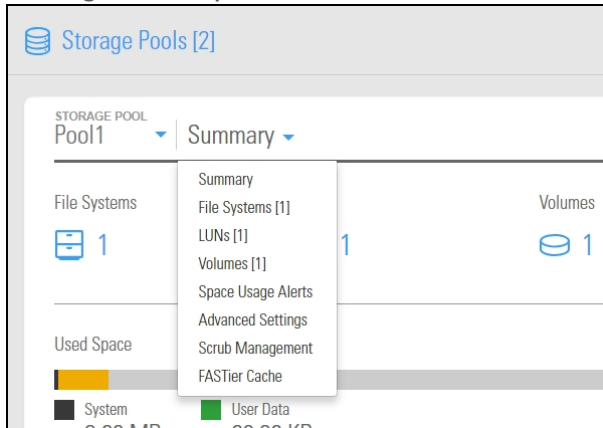 Storage Pools [2]
STORAGE POOL
Pool1
Summary
Summary
File Systems [1]
LUNs [1]
Volumes [1]
Space Usage Alerts
Advanced Settings
Scrub Management
FASTier Cache
File Systems
1
1
Volumes
1
Used Space
System
User Data